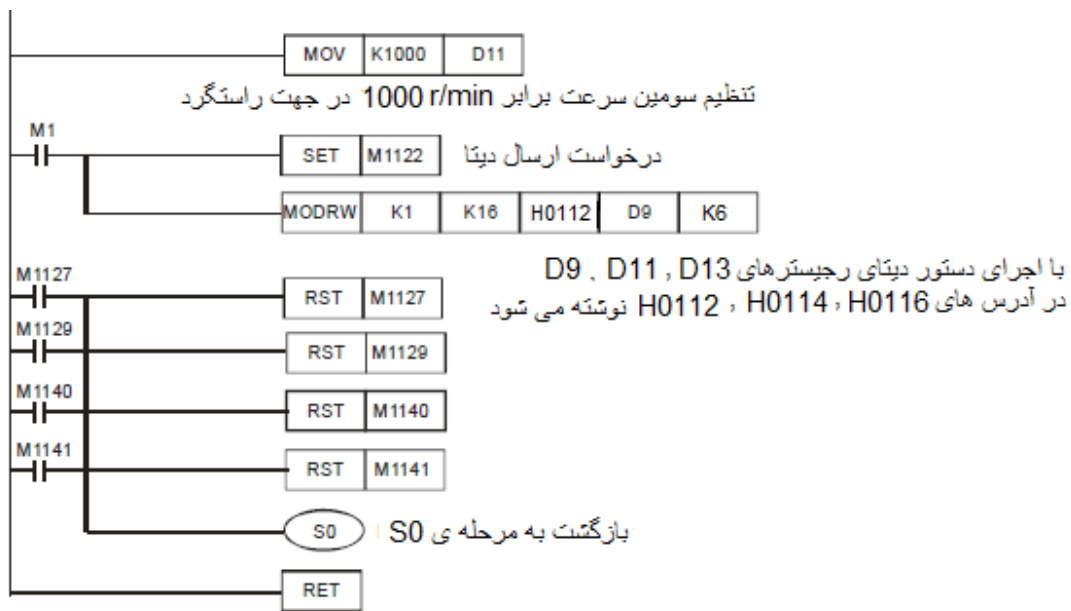 MOV K1000 D11
تنظیم سومین سرعت برابر 1000 r/min در جهت راستگرد
M1
SET M1122 درخواست ارسال دیتا
MODRW K1 K16 H0112 D9 K6
با اجرای دستور دیتای رجیسترهای D9 , D11 , D13
در آدرس های H0112 , H0114 , H0116 نوشته می شود
M1127
RST M1127
M1129
RST M1129
M1140
RST M1140
M1141
RST M1141
S0 بازگشت به مرحله ی S0
RET